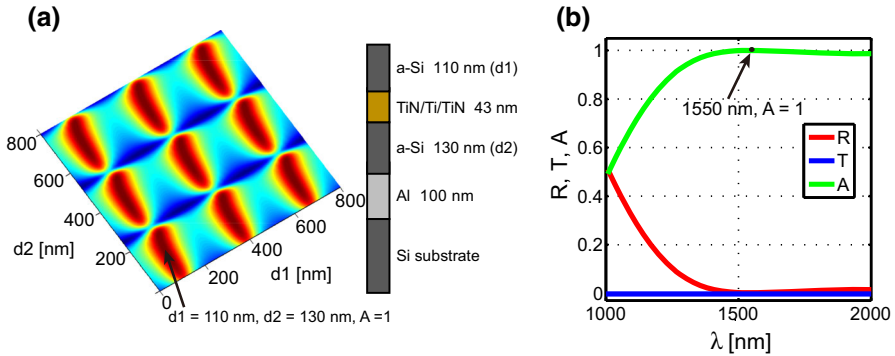 (a)
800
600
400
200
d2 [nm]
0
200
400
600
800
d1 [nm]
d1 = 110 nm, d2 = 130 nm, A =1
a-Si 110 nm (d1)
TiN/Ti/TiN 43 nm
a-Si 130 nm (d2)
Al 100 nm
Si substrate
(b)
R, T, A
1
0.8
0.6
0.4
0.2
0
1550 nm, A = 1
R
T
A
1000
1500
2000
λ [nm]